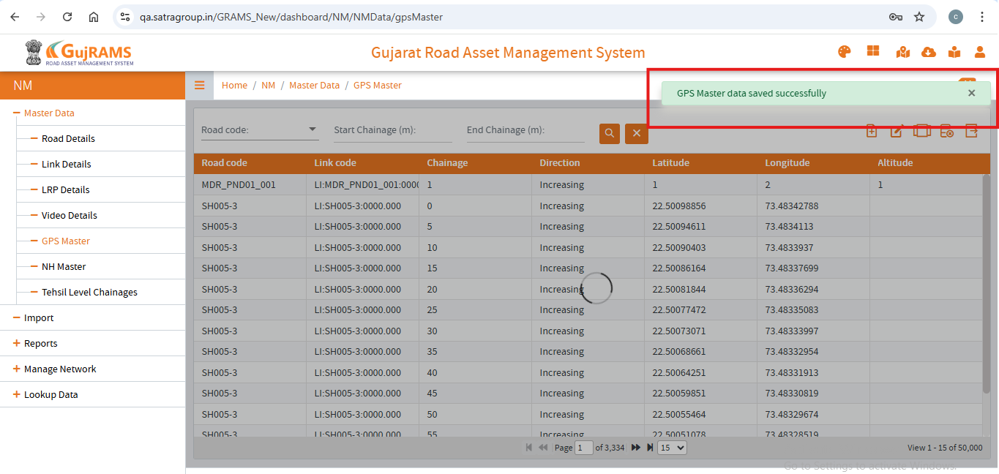 qa.satragroup.in/GRAMS_New/dashboard/NM/NMData/gpsMaster
C
GujRAMS
ROAD ASSET MANAGEMENT SYSTEM
Gujarat Road Asset Management System
NM
Home / NM / Master Data / GPS Master
GPS Master data saved successfully
Master Data
Road Details
Link Details
LRP Details
Video Details
GPS Master
NH Master
Tehsil Level Chainages
Import
Reports
Manage Network
Lookup Data
Road code: Start Chainage (m): End Chainage (m):
Road code Link code Chainage Direction Latitude Longitude Altitude
MDR_PND01_001 LI:MDR_PND01_001:000 1 Increasing 1 2 1
SH005-3 LI:SH005-3:0000.000 0 Increasing 22.50098856 73.48342788
SH005-3 LI:SH005-3:0000.000 5 Increasing 22.50094611 73.4834113
SH005-3 LI:SH005-3:0000.000 10 Increasing 22.50090403 73.4833937
SH005-3 LI:SH005-3:0000.000 15 Increasing 22.50086164 73.48337699
SH005-3 LI:SH005-3:0000.000 20 Increasing 22.50081844 73.48336294
SH005-3 LI:SH005-3:0000.000 25 Increasing 22.50077472 73.48335083
SH005-3 LI:SH005-3:0000.000 30 Increasing 22.50073071 73.48333997
SH005-3 LI:SH005-3:0000.000 35 Increasing 22.50068661 73.48332954
SH005-3 LI:SH005-3:0000.000 40 Increasing 22.50064251 73.48331913
SH005-3 LI:SH005-3:0000.000 45 Increasing 22.50059851 73.48330819
SH005-3 LI:SH005-3:0000.000 50 Increasing 22.50055464 73.48329674
SH005-3 LI:SH005-3:0000.000 55 Increasing 22.50051078 73.48328519
Page 1 of 3,334 15 View 1 - 15 of 50,000
Go to Settings to activate Windows.